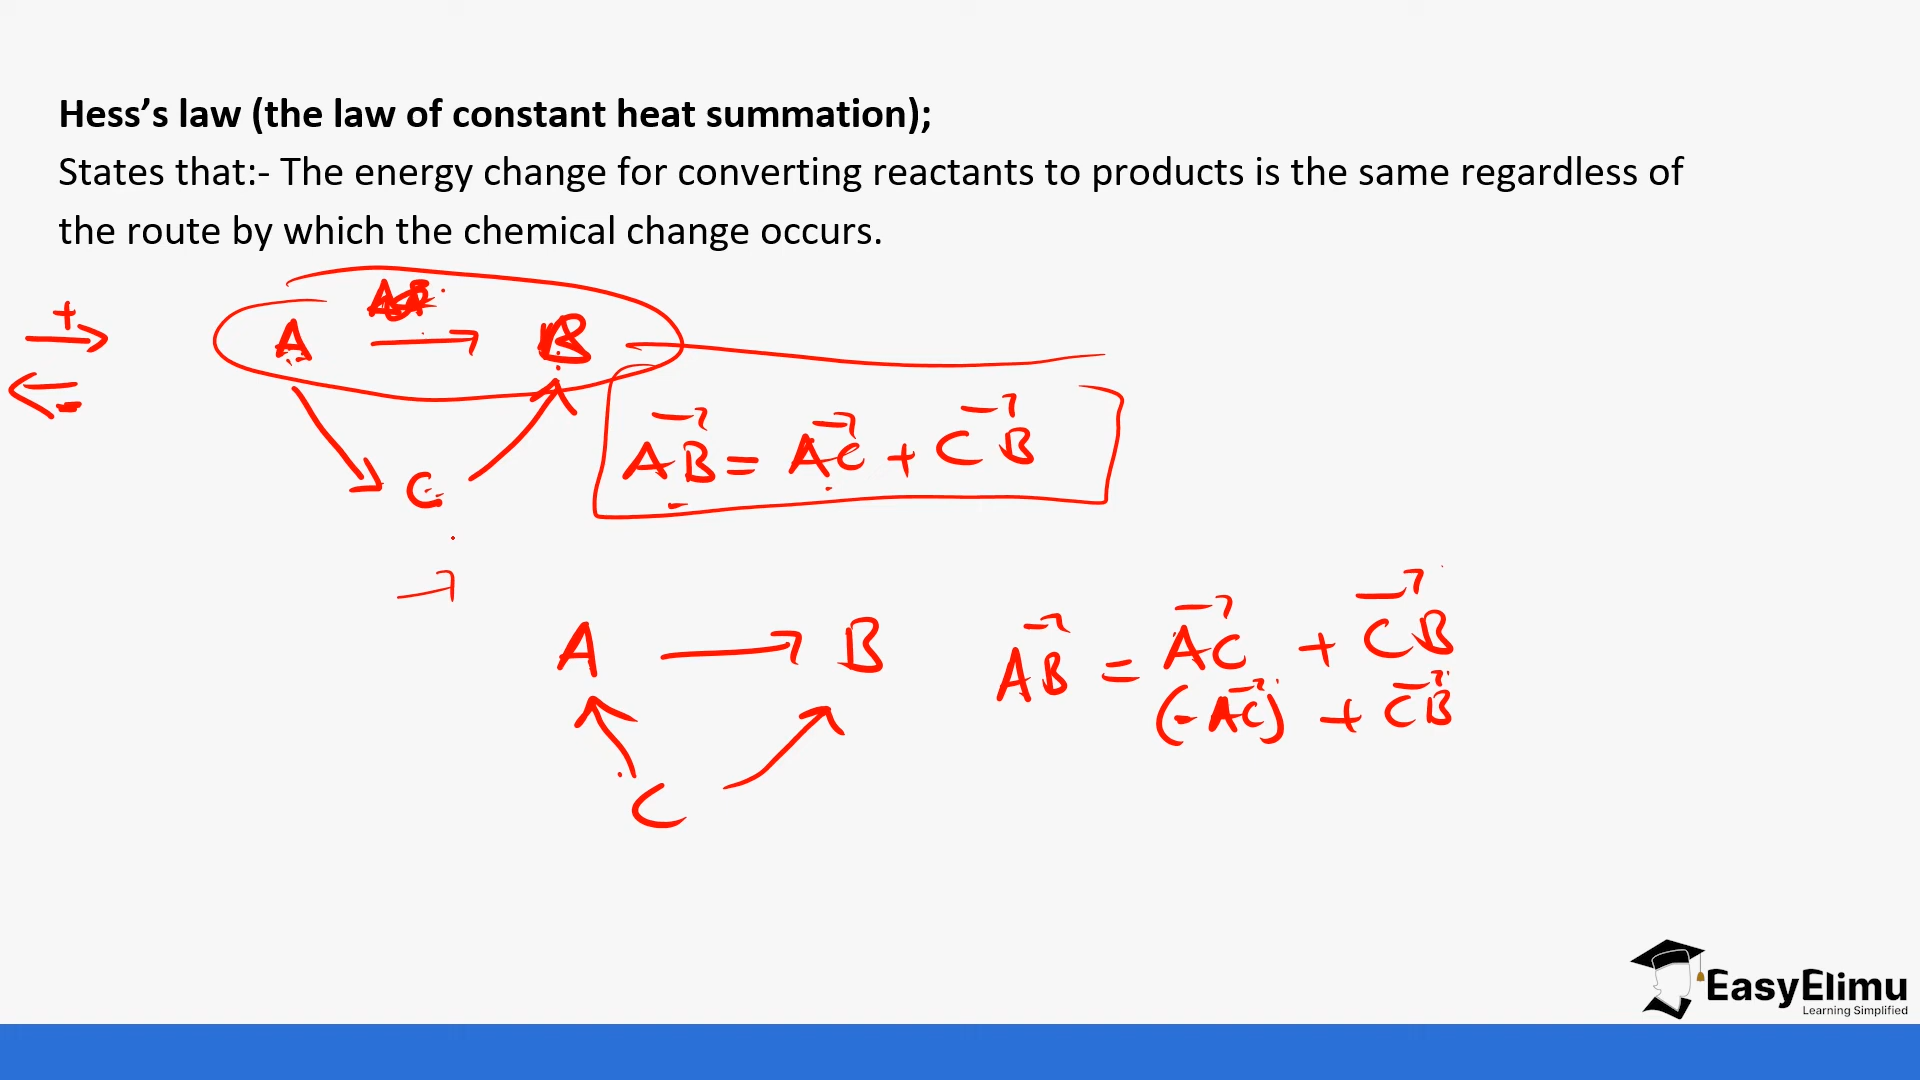 Hess’s law (the law of constant heat summation);
States that:- The energy change for converting reactants to products is the same regardless of
the route by which the chemical change occurs.
+
A → B
←
-
AB = AC + CB
C
→
A → B
AB = AC + CB
(-AC) + CB
C
EasyElimu
Learning Simplified